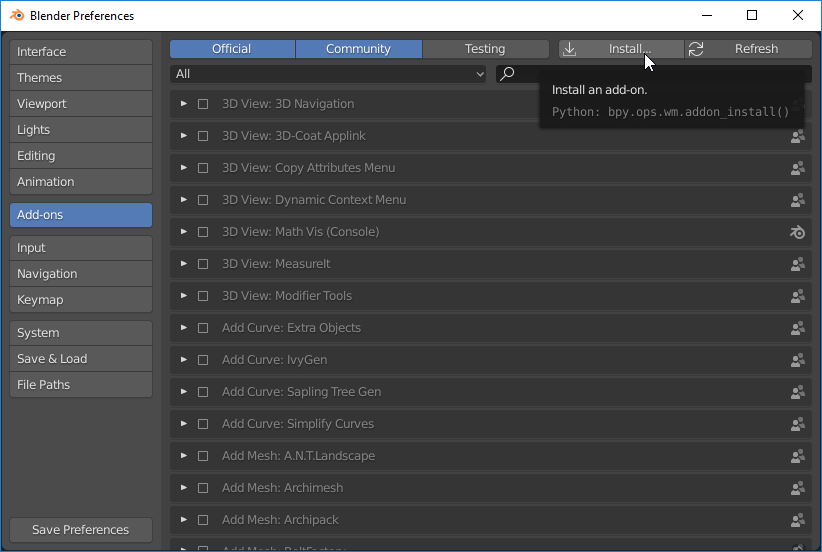 Blender Preferences
Interface
Themes
Viewport
Lights
Editing
Animation
Add-ons
Input
Navigation
Keymap
System
Save & Load
File Paths
Save Preferences
Official Community Testing Install... Refresh
All
Install an add-on.
Python: bpy.ops.wm.addon_install()
3D View: 3D Navigation
3D View: 3D-Coat Applink
3D View: Copy Attributes Menu
3D View: Dynamic Context Menu
3D View: Math Vis (Console)
3D View: MeasureIt
3D View: Modifier Tools
Add Curve: Extra Objects
Add Curve: IvyGen
Add Curve: Sapling Tree Gen
Add Curve: Simplify Curves
Add Mesh: A.N.T.Landscape
Add Mesh: Archimesh
Add Mesh: Archipack
Add Mesh: BoltFactory